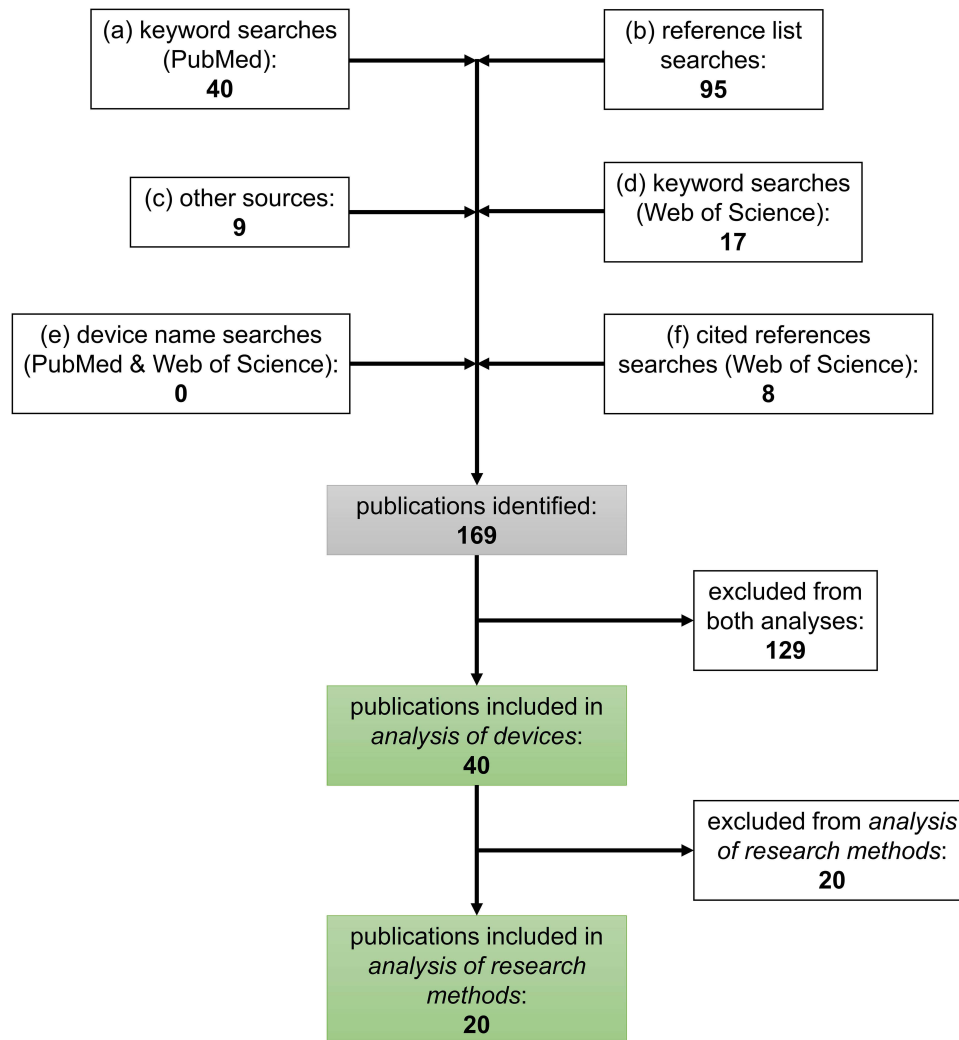 (a) keyword searches
(PubMed):
40
(b) reference list
searches:
95
(c) other sources:
9
(d) keyword searches
(Web of Science):
17
(e) device name searches
(PubMed & Web of Science):
0
(f) cited references
searches (Web of Science):
8
publications identified:
169
excluded from
both analyses:
129
publications included in
analysis of devices:
40
excluded from analysis
of research methods:
20
publications included in
analysis of research
methods:
20